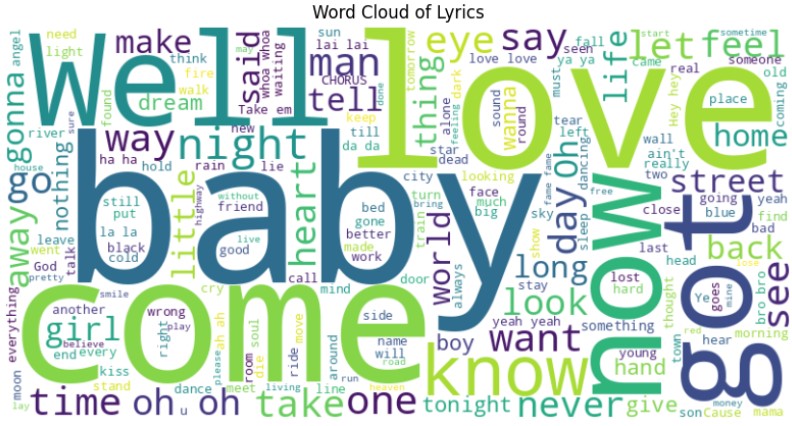 Word Cloud of Lyrics
Well
love
baby
come
now
got
know
night
way
go
man
tell
said
make
say
eye
let
feel
life
thing
wanna
home
street
back
see
day
oh
long
look
want
world
heart
little
away
gonna
nothing
dream
girl
time
oh oh
take
one
tonight
never
give
hand
boy
need
light
angel
think
fire
walk
found
river
sure
house
ha ha
hold
rain
lie
new
may
whoa whoa
waiting
lai lai
sun
CHORUS
Take em
keep
till
da da
done
tomorrow
dark
feeling
alone
star
dead
love love
sound
round
seen
ya ya
fall
must
came
start
someone
sometime
real
Hey hey
old
place
coming
tear
left
dancing
sleep
wall
ain't
really
two
free
close
going
blue
yeah
find
bad
last
head
lost
hard
thought
Ye
goes
mine
bro bro
lose
red
hear
morning
town
young
money
son
Cause
mama
something
stay
sky
show
fame fame
looking
face
much
big
turn
bring
train
city
bed
gone
better
made
work
door
mind
call
always
yeah yeah
side
name
will
road
around
run
line
heaven
living
ride
move
soul
die
room
meet
please
ah ah
cry
live
good
friend
without
highway
still
put
la la
black
cold
leave
went
God
pretty
talk
everything
smile
another
wrong
believe
right
play
end
every
kiss
stand
dance
moon
lay
u